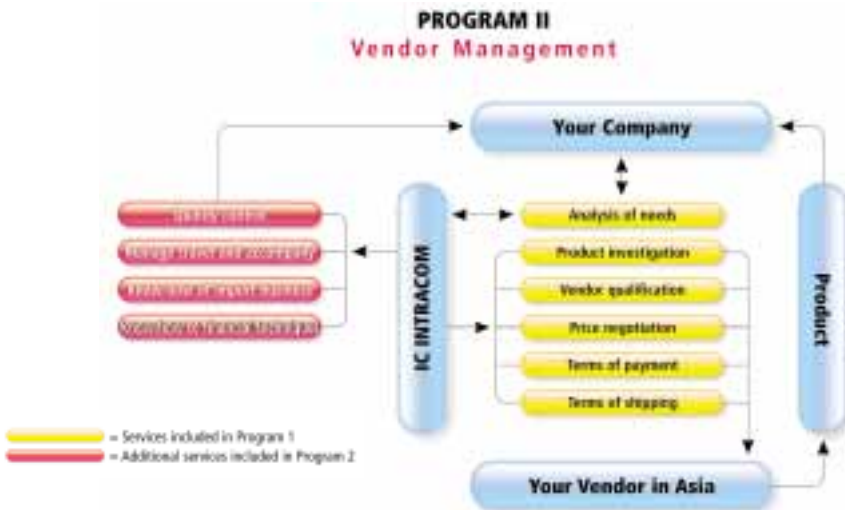 PROGRAM II
Vendor Management
Your Company
Analysis of needs
Product investigation
Vendor qualification
Price negotiation
Terms of payment
Terms of shipping
IC INTRACOM
Product
= Services included in Program 1
= Additional services included in Program 2
Your Vendor in Asia